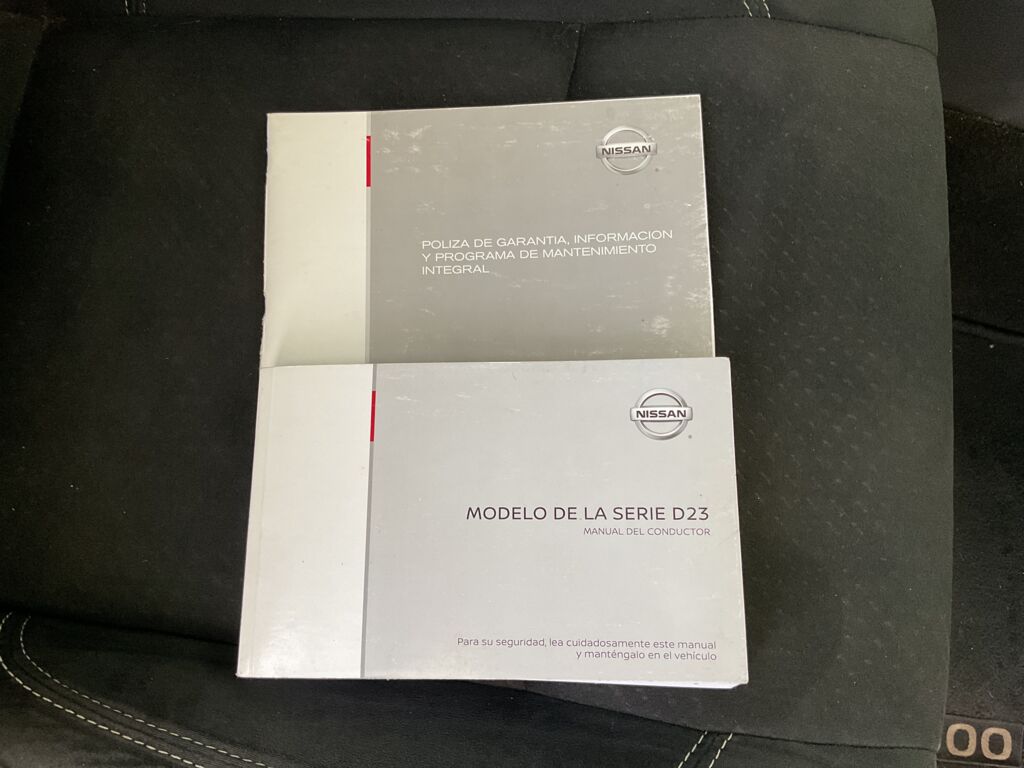 NISSAN
POLIZA DE GARANTIA, INFORMACION
Y PROGRAMA DE MANTENIMIENTO
INTEGRAL
NISSAN
MODELO DE LA SERIE D23
MANUAL DEL CONDUCTOR
Para su seguridad, lea cuidadosamente este manual
y manténgalo en el vehículo
00